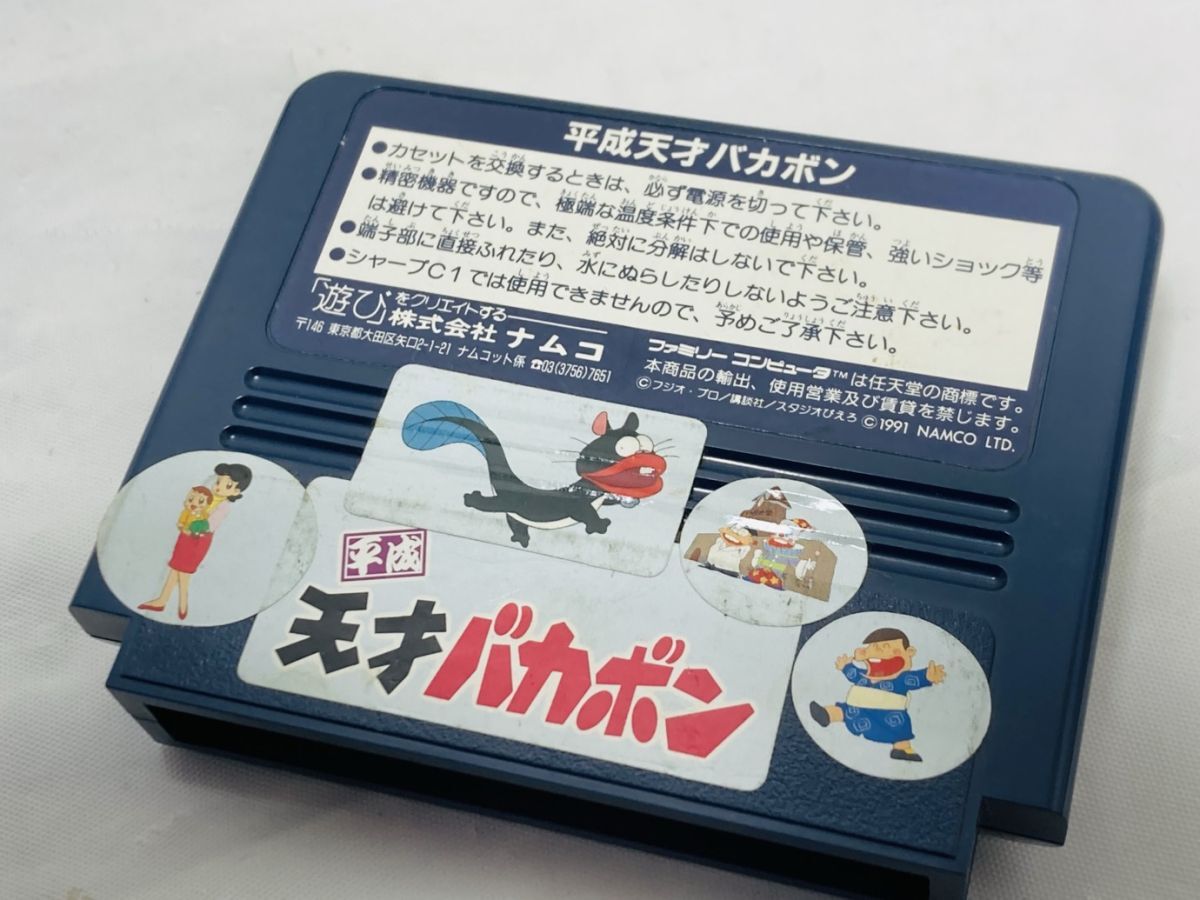 平成天才バカボン
●カセットを交換するときは、必ず電源を切って下さい。
●精密機器ですので、極端な温度条件下での使用や保管、強いショック等
は避けて下さい。また、絶対に分解はしないで下さい。
●端子部に直接ふれたり、水にぬらしたりしないようご注意下さい。
●シャープC1では使用できませんので、予めご了承下さい。
「遊び」をクリエイトする
株式会社 ナムコ
〒146 東京都大田区矢口2-1-21 ナムコット係 ☎03(3756)7651
ファミリーコンピュータ™は任天堂の商標です。
本商品の輸出、使用営業及び賃貸を禁じます。
©フジオ・プロ/講談社/スタジオぴえろ ©1991 NAMCO LTD.
平成
天才バカボン